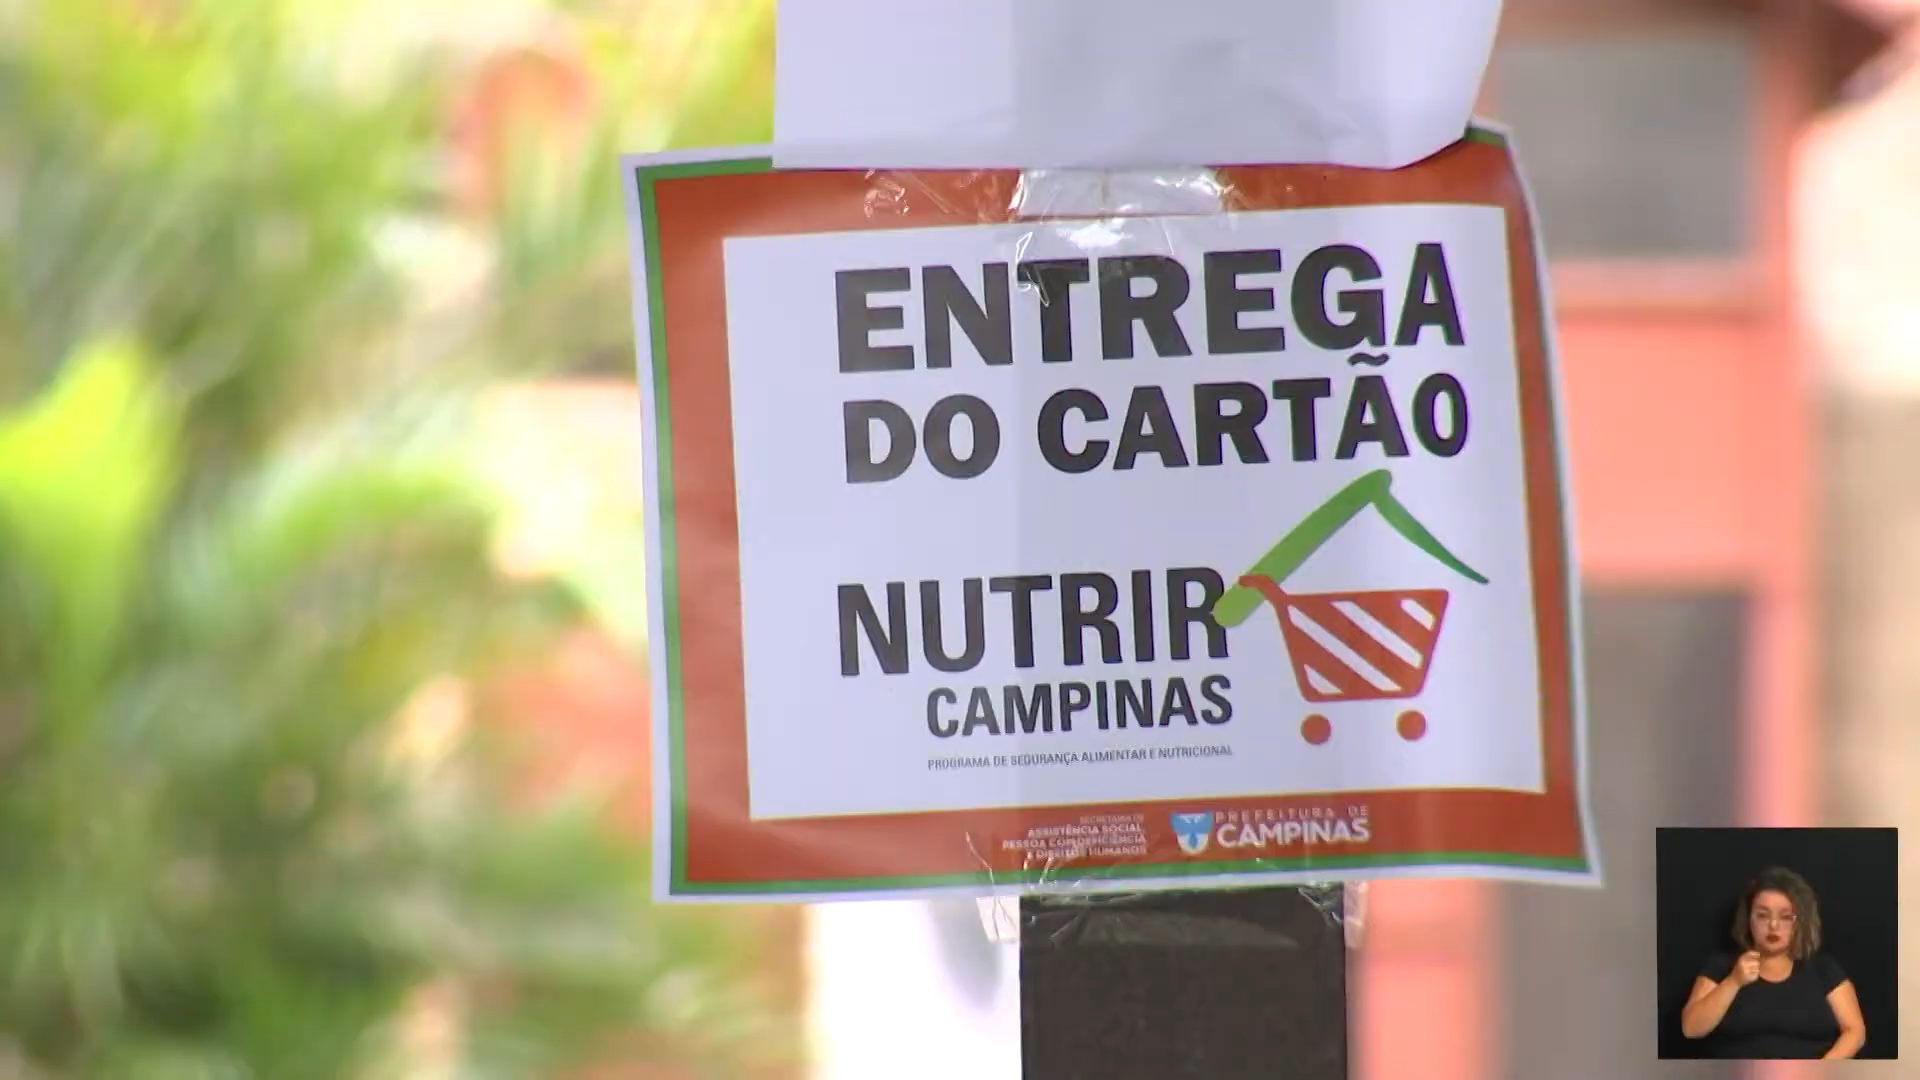 ENTREGA
DO CARTÃO
NUTRIR
CAMPINAS
PROGRAMA DE SEGURANÇA ALIMENTAR E NUTRICIONAL
SECRETARIA DE
ASSISTÊNCIA SOCIAL,
PESSOA COM DEFICIÊNCIA
E DIREITOS HUMANOS
PREFEITURA DE
CAMPINAS